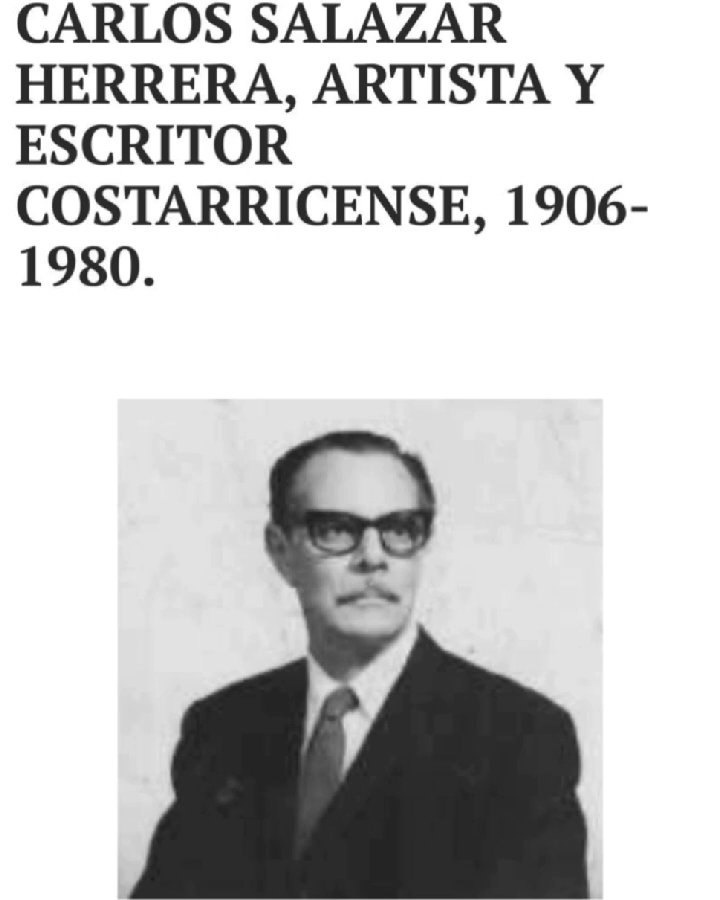 CARLOS SALAZAR
HERRERA, ARTISTA Y
ESCRITOR
COSTARRICENSE, 1906-
1980.